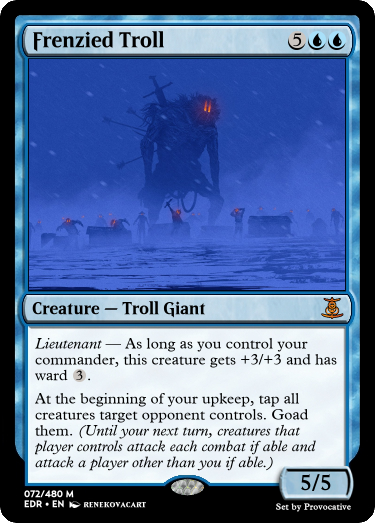 Frenzied Troll 5
Creature — Troll Giant
Lieutenant — As long as you control your
commander, this creature gets +3/+3 and has
ward 3.
At the beginning of your upkeep, tap all
creatures target opponent controls. Goad
them. (Until your next turn, creatures that
player controls attack each combat if able and
attack a player other than you if able.)
5/5
072/480 M
EDR • EN RENEKOVACART
Set by Provocative